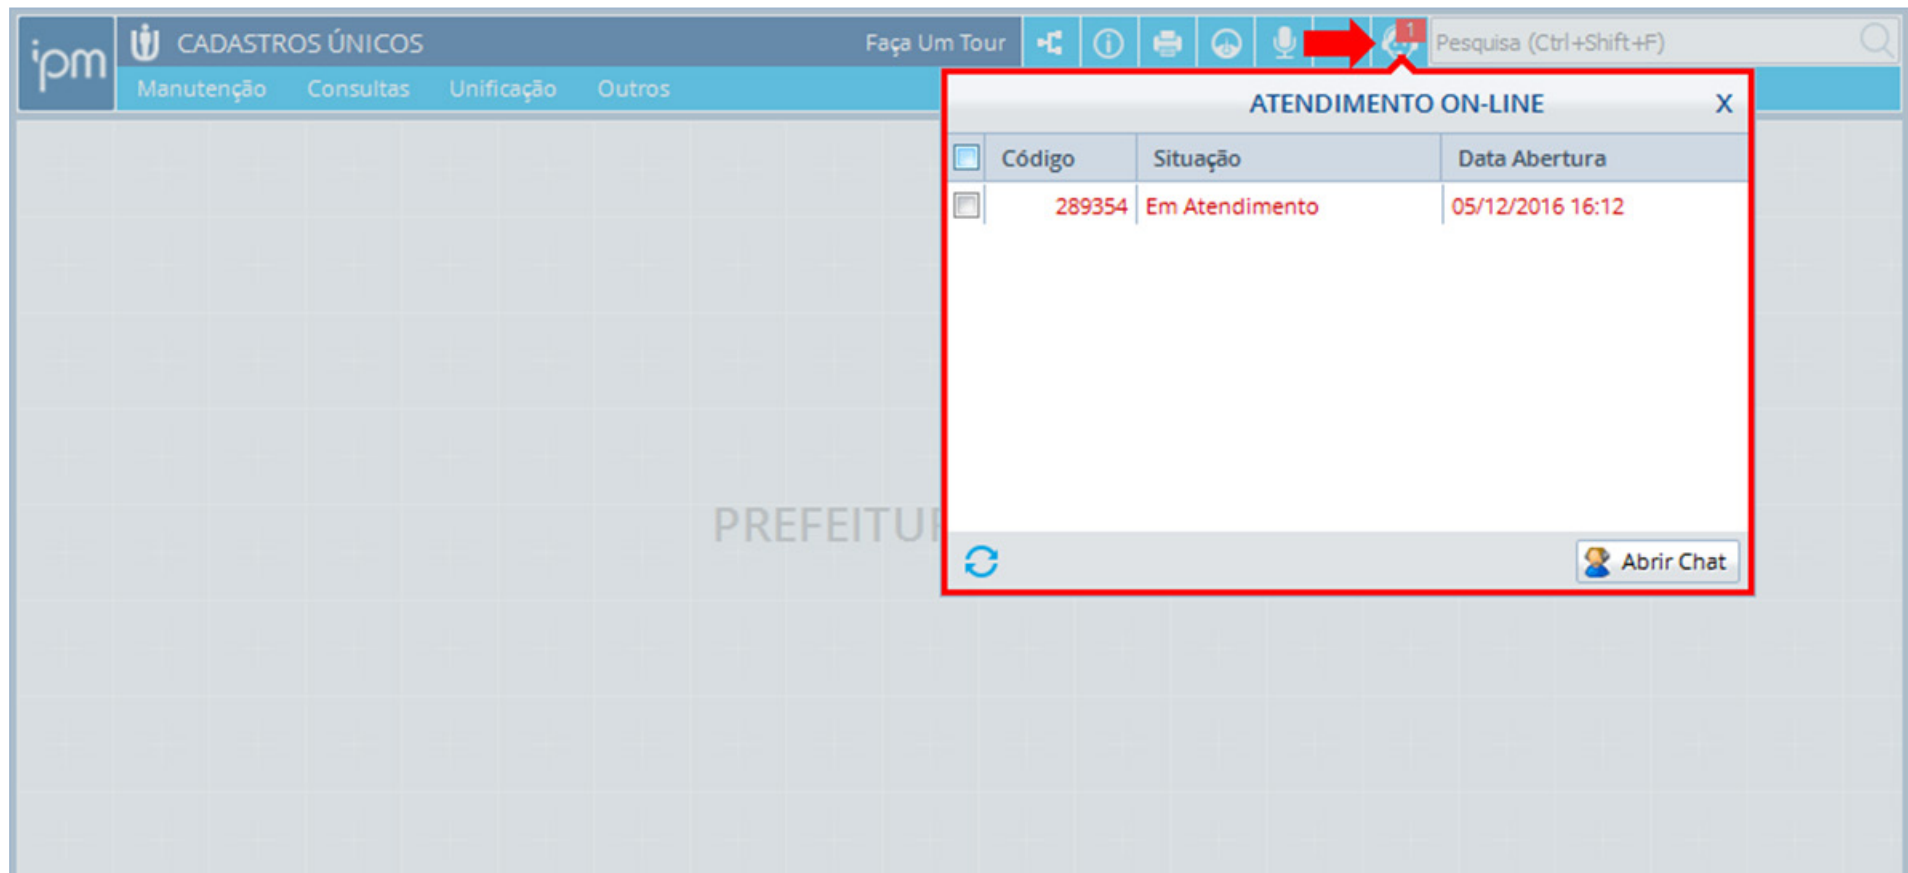 ipm
CADASTROS ÚNICOS
Faça Um Tour
1
Pesquisa (Ctrl+Shift+F)
Manutenção Consultas Unificação Outros
ATENDIMENTO ON-LINE X
Código Situação Data Abertura
289354 Em Atendimento 05/12/2016 16:12
PREFEITU
Abrir Chat